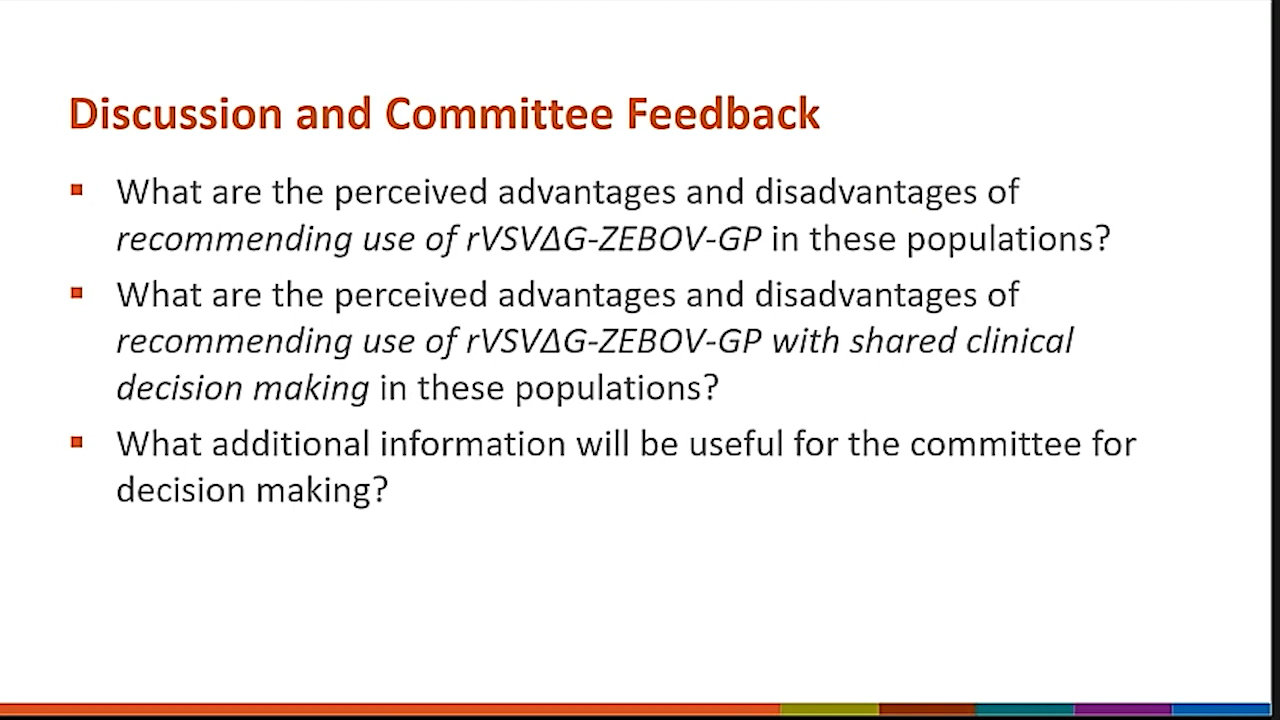 Discussion and Committee Feedback
What are the perceived advantages and disadvantages of
recommending use of rVSVΔG-ZEBOV-GP in these populations?
What are the perceived advantages and disadvantages of
recommending use of rVSVΔG-ZEBOV-GP with shared clinical
decision making in these populations?
What additional information will be useful for the committee for
decision making?